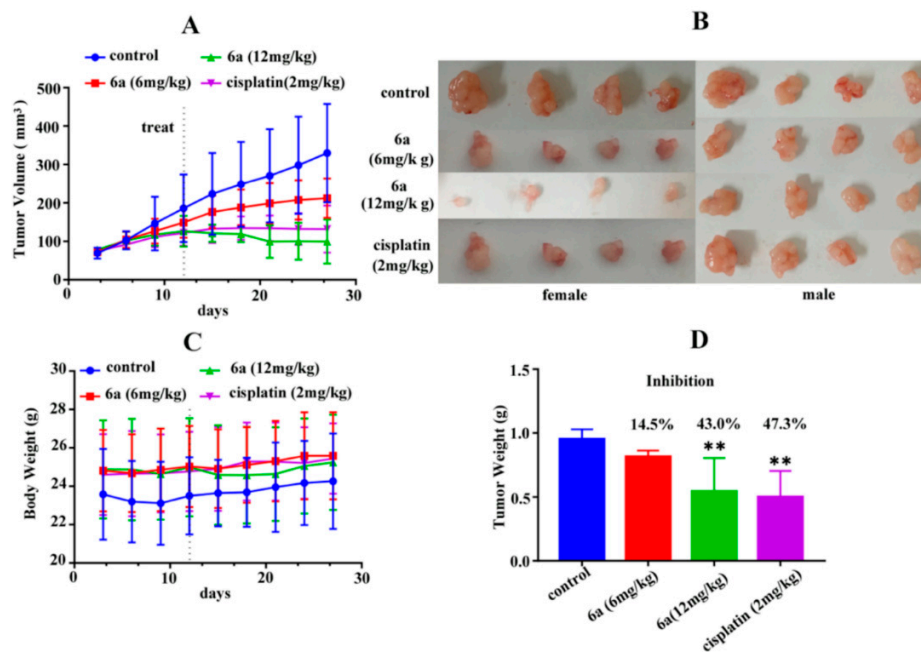 A
control
6a (12mg/kg)
6a (6mg/kg)
cisplatin(2mg/kg)
500
400
300
200
100
0
treat
Tumor Volume ( mm³)
0
10
20
30
days
B
control
6a
(6mg/k g)
6a
(12mg/k g)
cisplatin
(2mg/kg)
female
male
C
control
6a (12mg/kg)
6a (6mg/kg)
cisplatin (2mg/kg)
30
28
26
24
22
20
Body Weight (g)
0
10
20
30
days
D
Inhibition
14.5%
43.0%
47.3%
**
**
1.5
1.0
0.5
0.0
Tumor Weight (g)
control
6a (6mg/kg)
6a(12mg/kg)
cisplatin (2mg/kg)